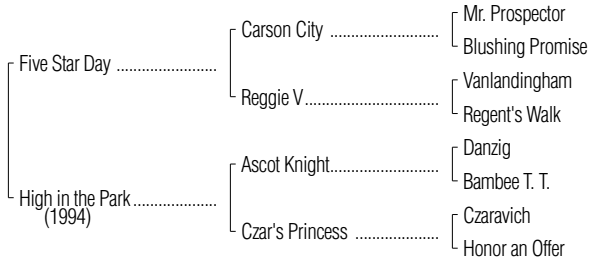 Mr. Prospector
Carson City
Blushing Promise
Five Star Day
Vanlandingham
Reggie V.
Regent's Walk
Danzig
Ascot Knight
Bambee T. T.
High in the Park
(1994)
Czaravich
Czar's Princess
Honor an Offer